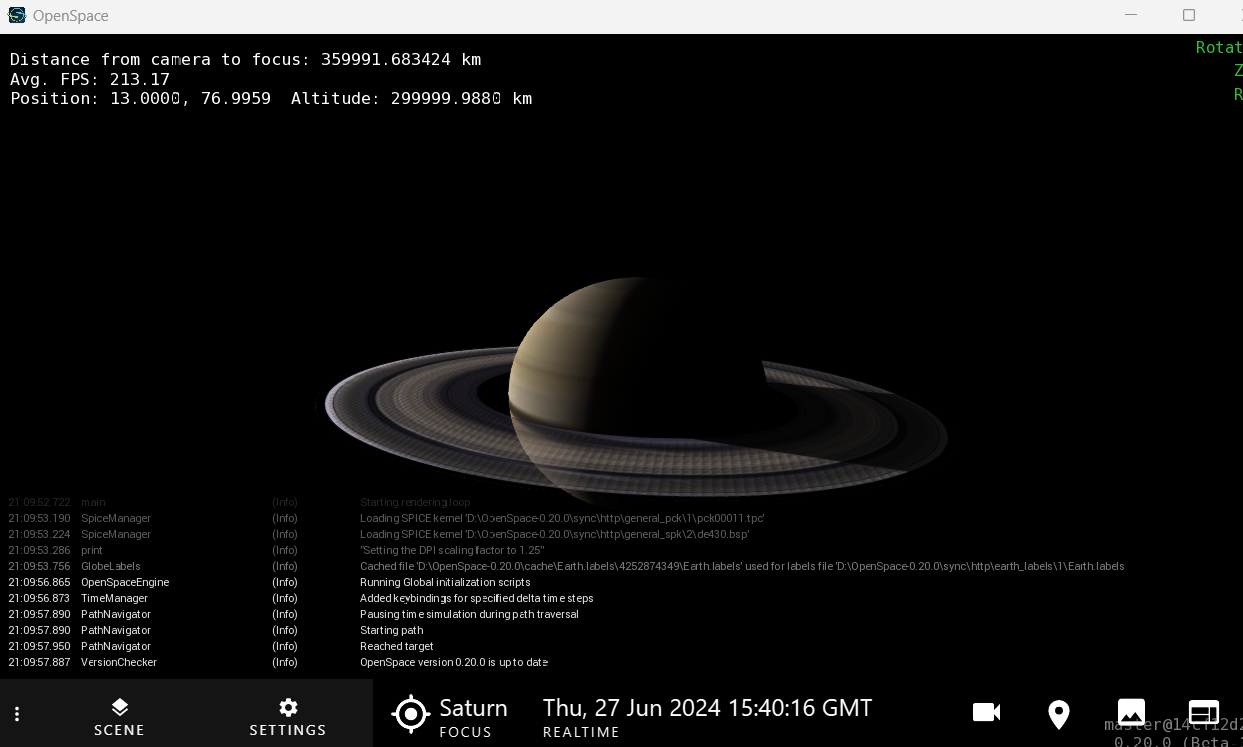 OpenSpace
Distance from camera to focus: 359991.683424 km
Avg. FPS: 213.17
Position: 13.0000, 76.9959 Altitude: 299999.9880 km
Rotat
Z
R
21:09:52.722 main (Info) Starting rendering loop
21:09:53.190 SpiceManager (Info) Loading SPICE kernel 'D:\OpenSpace-0.20.0\sync\http\general_pck\1\pck00011.tpc'
21:09:53.224 SpiceManager (Info) Loading SPICE kernel 'D:\OpenSpace-0.20.0\sync\http\general_spk\2\de430.bsp'
21:09:53.286 print (Info) "Setting the DPI scaling factor to 1.25"
21:09:53.756 GlobeLabels (Info) Cached file 'D:\OpenSpace-0.20.0\cache\Earth.labels\4252874349\Earth.labels' used for labels file 'D:\OpenSpace-0.20.0\sync\http\earth_labels\1\Earth.labels
21:09:56.865 OpenSpaceEngine (Info) Running Global initialization scripts
21:09:56.873 TimeManager (Info) Added keybindings for specified delta time steps
21:09:57.890 PathNavigator (Info) Pausing time simulation during path traversal
21:09:57.890 PathNavigator (Info) Starting path
21:09:57.950 PathNavigator (Info) Reached target
21:09:57.887 VersionChecker (Info) OpenSpace version 0.20.0 is up to date
SCENE
SETTINGS
Saturn
FOCUS
Thu, 27 Jun 2024 15:40:16 GMT
REALTIME
0.20.0 (Beta